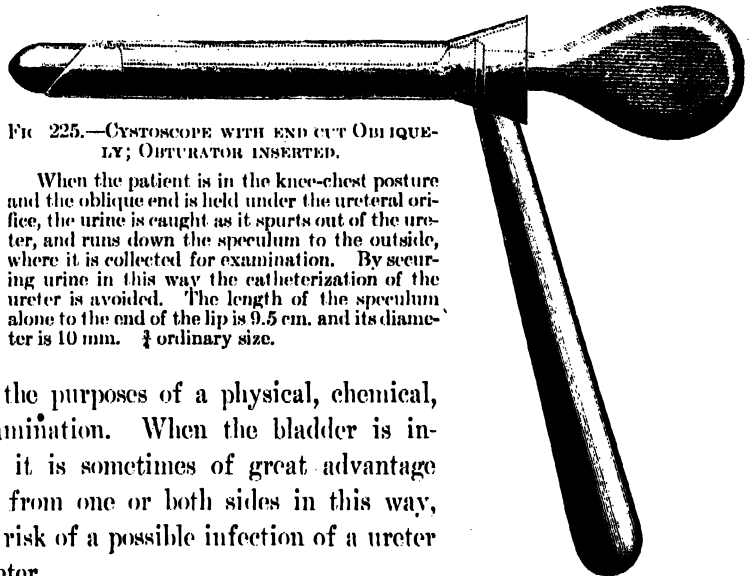 FIG 225.—CYSTOSCOPE WITH END CUT OBLIQUE-
LY; OBTURATOR INSERTED.
When the patient is in the knee-chest posture
and the oblique end is held under the ureteral ori-
fice, the urine is caught as it spurts out of the ure-
ter, and runs down the speculum to the outside,
where it is collected for examination. By secur-
ing urine in this way the catheterization of the
ureter is avoided. The length of the speculum
alone to the end of the lip is 9.5 cm. and its diame-
ter is 10 mm. ¾ ordinary size.
the purposes of a physical, chemical,
amination. When the bladder is in-
it is sometimes of great advantage
from one or both sides in this way,
risk of a possible infection of a ureter